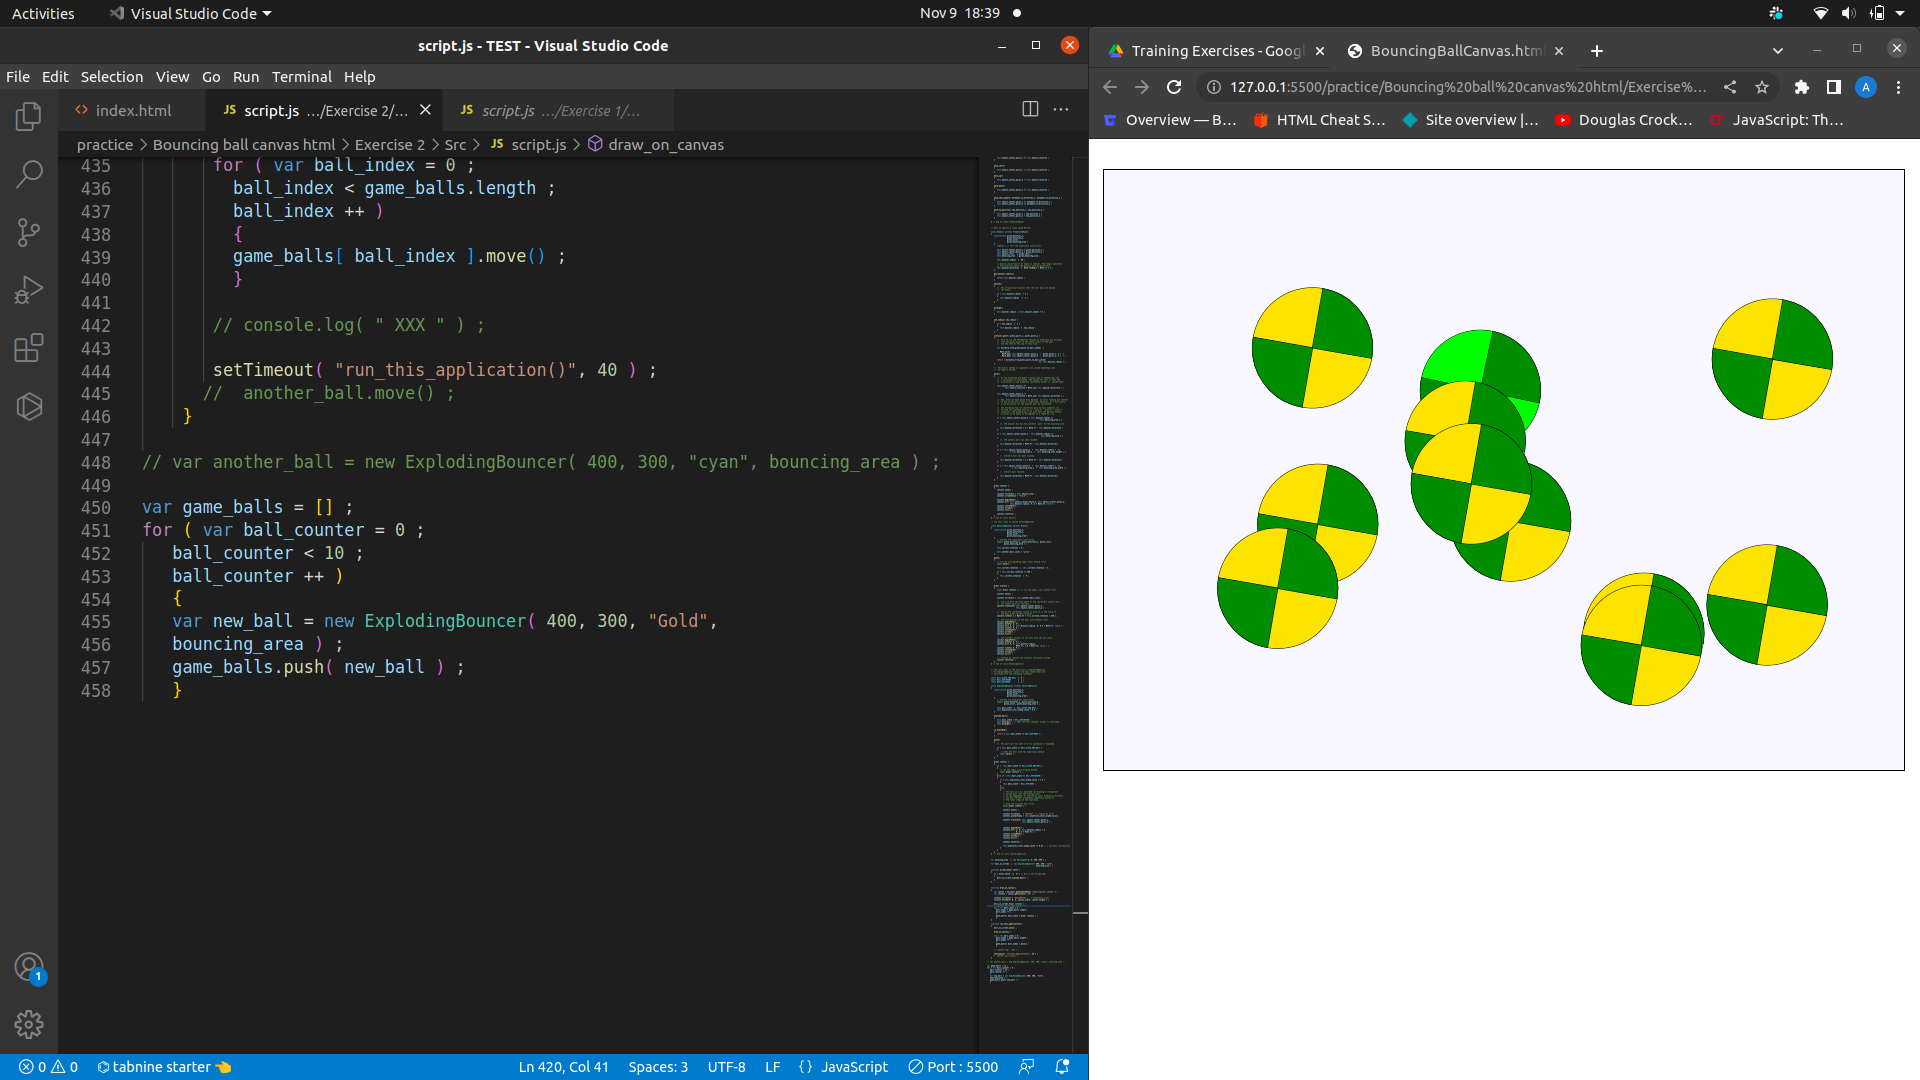 Activities
Visual Studio Code
Nov 9 18:39
script.js - TEST - Visual Studio Code
File Edit Selection View Go Run Terminal Help
index.html
JS script.js .../Exercise 2/...
JS script.js .../Exercise 1/...
practice > Bouncing ball canvas html > Exercise 2 > Src > JS script.js > draw_on_canvas
435 for ( var ball_index = 0 ;
436 ball_index < game_balls.length ;
437 ball_index ++ )
438 {
439 game_balls[ ball_index ].move() ;
440 }
441
442 // console.log( " XXX " ) ;
443
444 setTimeout( "run_this_application()", 40 ) ;
445 //  another_ball.move() ;
446 }
447
448 // var another_ball = new ExplodingBouncer( 400, 300, "cyan", bouncing_area ) ;
449
450 var game_balls = [] ;
451 for ( var ball_counter = 0 ;
452 ball_counter < 10 ;
453 ball_counter ++ )
454 {
455 var new_ball = new ExplodingBouncer( 400, 300, "Gold",
456 bouncing_area ) ;
457 game_balls.push( new_ball ) ;
458 }
1
0 0
tabnine starter
Ln 420, Col 41
Spaces: 3
UTF-8
LF
{ } JavaScript
Port : 5500
Training Exercises - Googl
BouncingBallCanvas.html
127.0.0.1:5500/practice/Bouncing%20ball%20canvas%20html/Exercise%...
A
Overview — B...
HTML Cheat S...
Site overview |...
Douglas Crock...
JavaScript: Th...